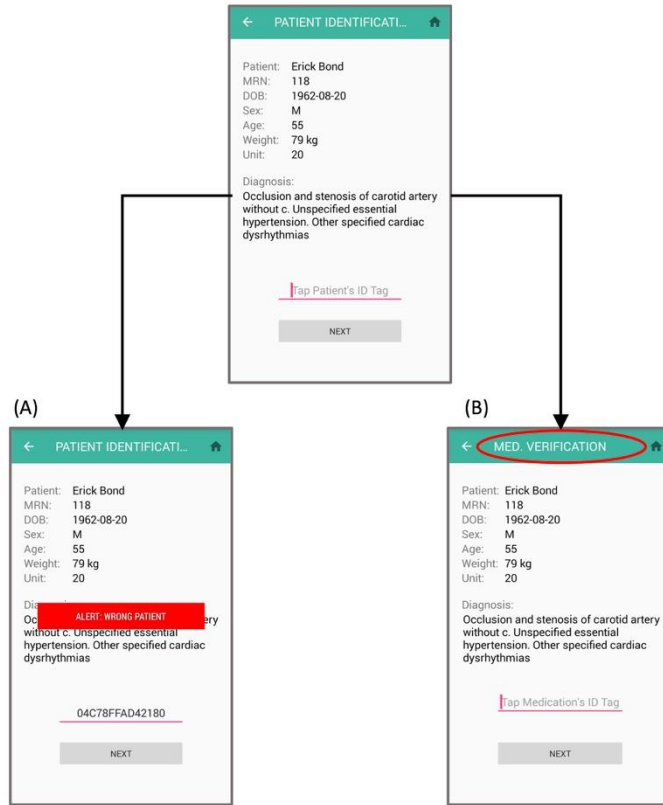 PATIENT IDENTIFICATI...
Patient: Erick Bond
MRN: 118
DOB: 1962-08-20
Sex: M
Age: 55
Weight: 79 kg
Unit: 20
Diagnosis:
Occlusion and stenosis of carotid artery
without c. Unspecified essential
hypertension. Other specified cardiac
dysrhythmias
Tap Patient's ID Tag
NEXT
(A)
PATIENT IDENTIFICATI...
Patient: Erick Bond
MRN: 118
DOB: 1962-08-20
Sex: M
Age: 55
Weight: 79 kg
Unit: 20
ALERT: WRONG PATIENT
without c. Unspecified essential
hypertension. Other specified cardiac
dysrhythmias
04C78FFAD42180
NEXT
(B)
MED. VERIFICATION
Patient: Erick Bond
MRN: 118
DOB: 1962-08-20
Sex: M
Age: 55
Weight: 79 kg
Unit: 20
Diagnosis:
Occlusion and stenosis of carotid artery
without c. Unspecified essential
hypertension. Other specified cardiac
dysrhythmias
Tap Medication's ID Tag
NEXT